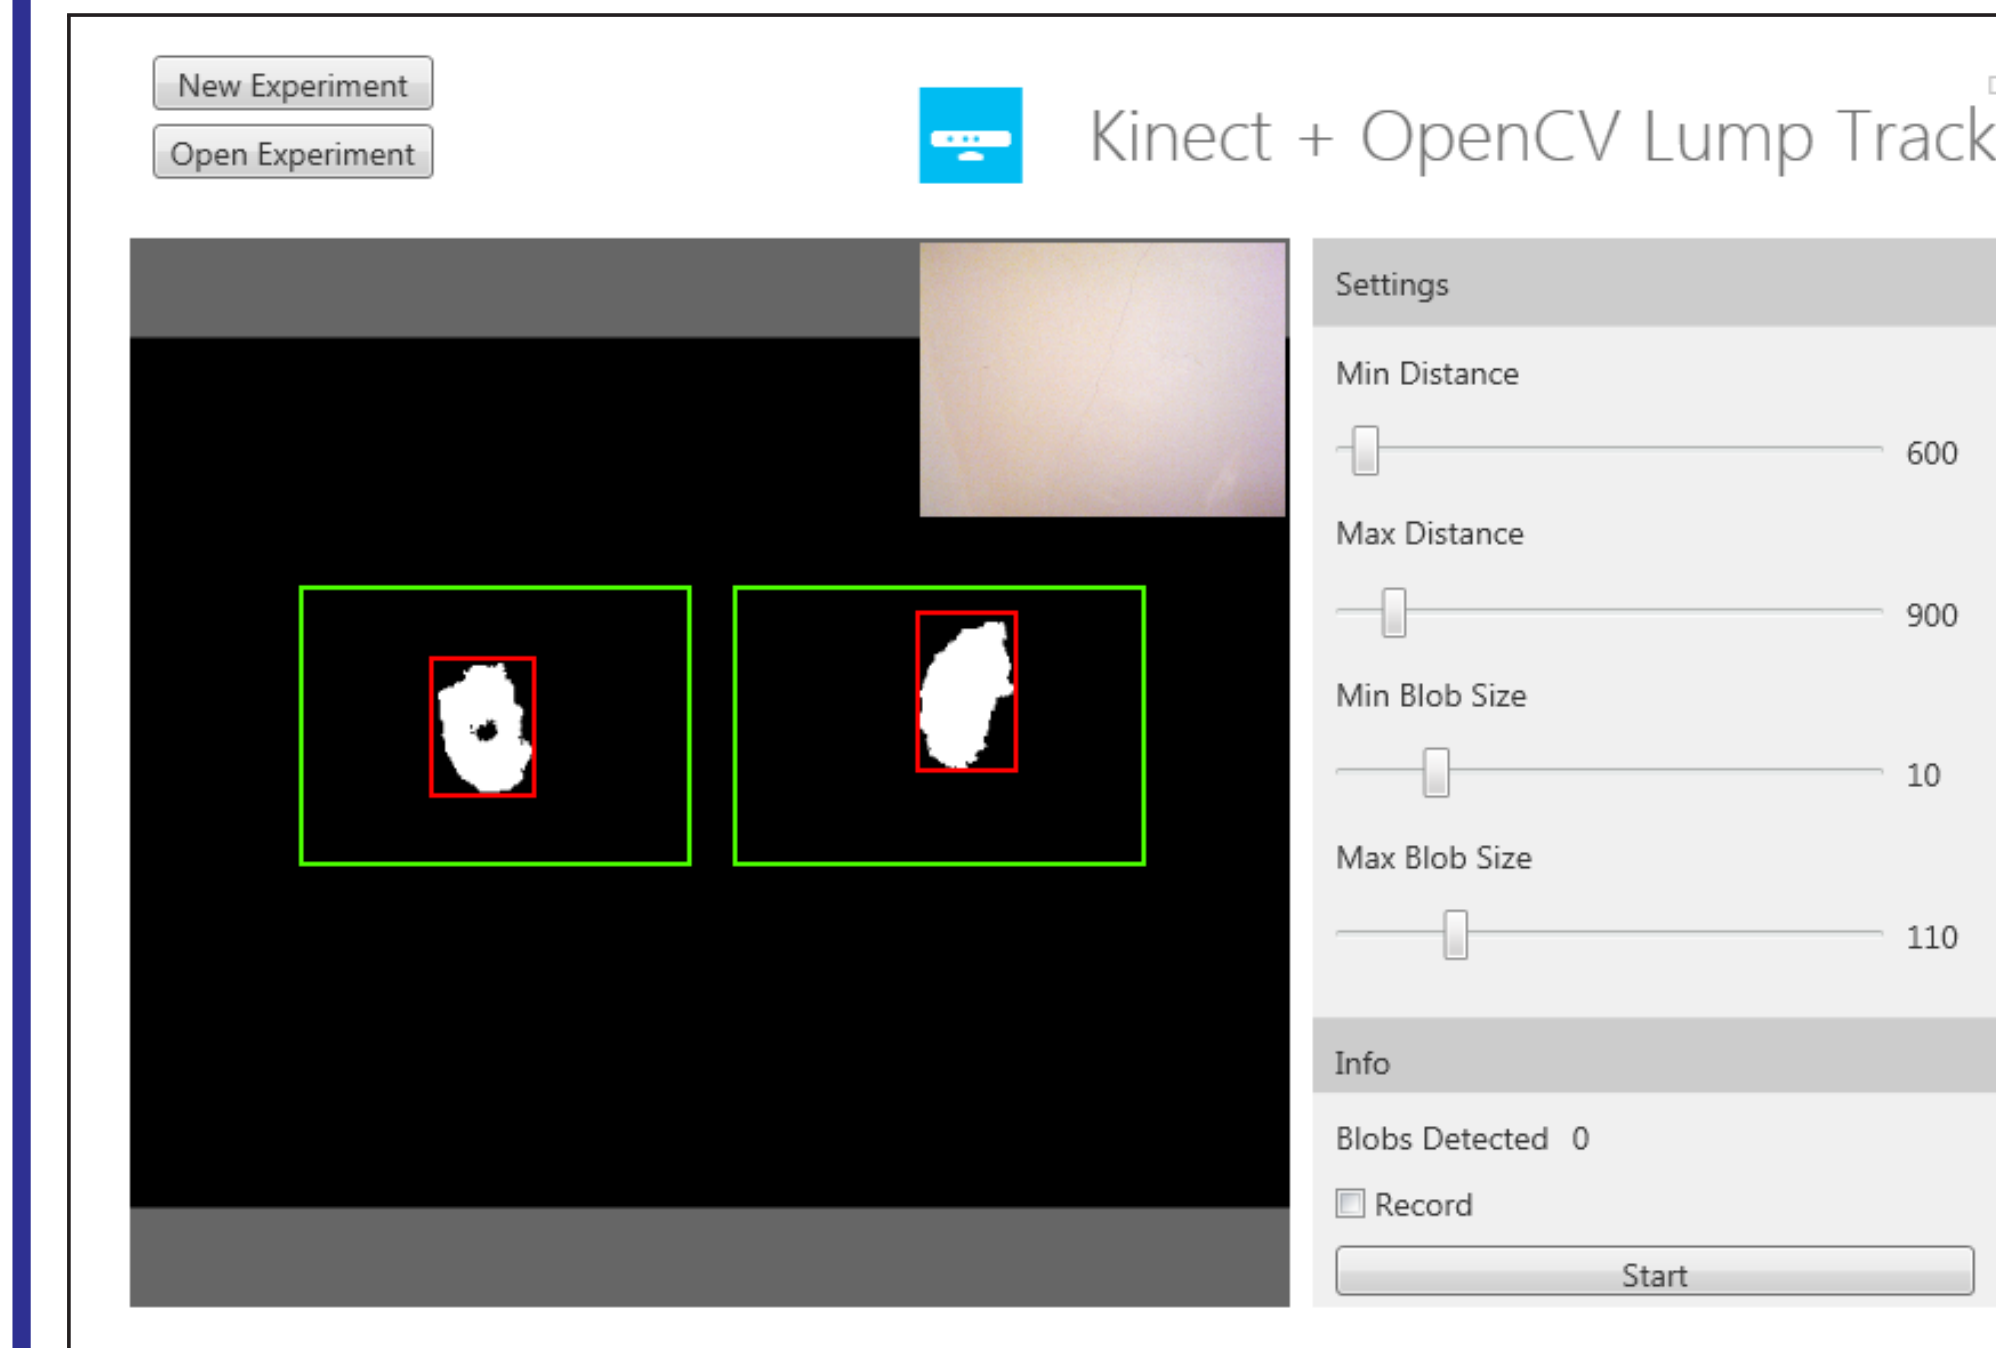 New Experiment
Open Experiment
Kinect + OpenCV Lump Track
Settings
Min Distance
600
Max Distance
900
Min Blob Size
10
Max Blob Size
110
Info
Blobs Detected 0
Record
Start